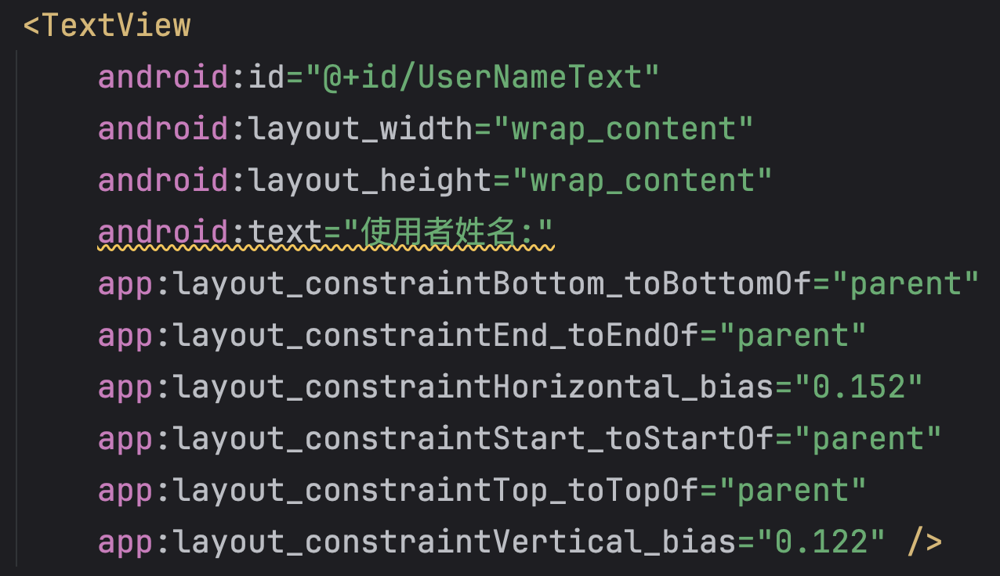 <TextView
android:id="@+id/UserNameText"
android:layout_width="wrap_content"
android:layout_height="wrap_content"
android:text="使用者姓名:"
app:layout_constraintBottom_toBottomOf="parent"
app:layout_constraintEnd_toEndOf="parent"
app:layout_constraintHorizontal_bias="0.152"
app:layout_constraintStart_toStartOf="parent"
app:layout_constraintTop_toTopOf="parent"
app:layout_constraintVertical_bias="0.122" />